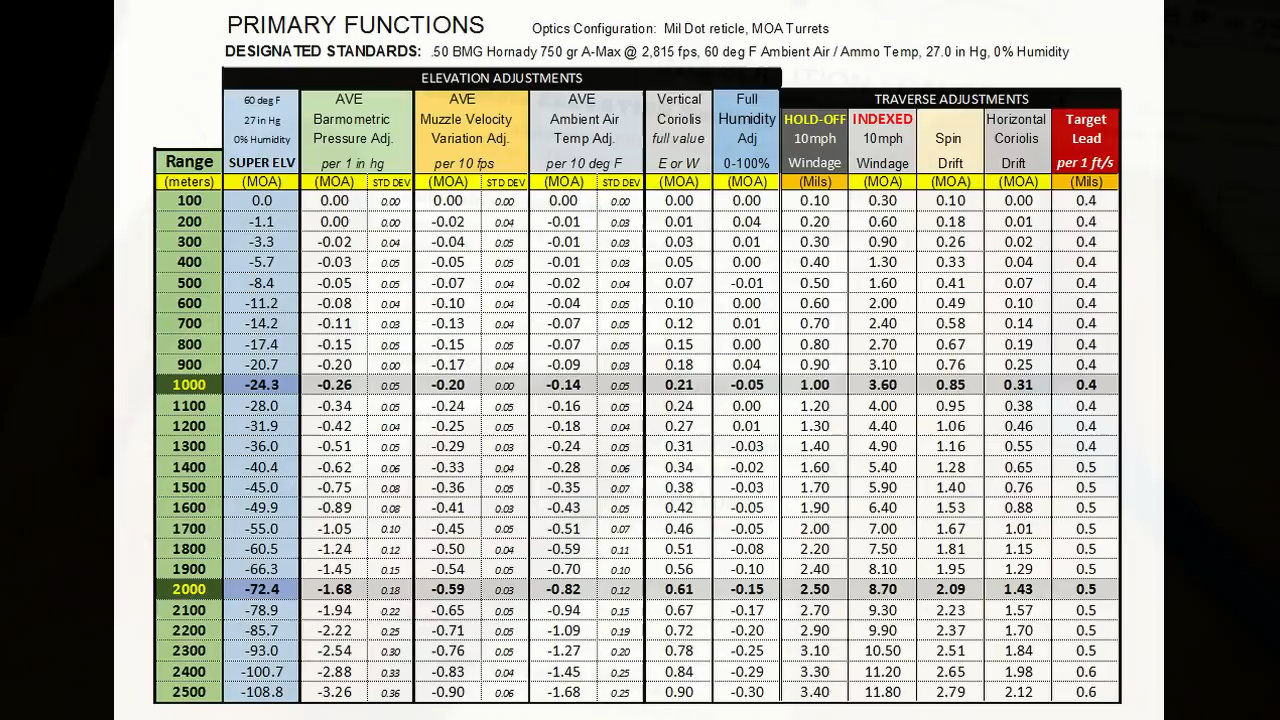 PRIMARY FUNCTIONS Optics Configuration: Mil Dot reticle, MOA Turrets
DESIGNATED STANDARDS: .50 BMG Hornady 750 gr A-Max @ 2,815 fps, 60 deg F Ambient Air / Ammo Temp, 27.0 in Hg, 0% Humidity
ELEVATION ADJUSTMENTS
60 deg F AVE AVE AVE Vertical Full TRAVERSE ADJUSTMENTS
27 in Hg Barmometric Muzzle Velocity Ambient Air Coriolis Humidity HOLD-OFF INDEXED Horizontal Target
0% Humidity Pressure Adj. Variation Adj. Temp Adj. full value Adj 10mph 10mph Spin Coriolis Lead
Range SUPER ELV per 1 in hg per 10 fps per 10 deg F E or W 0-100% Windage Windage Drift Drift per 1 ft/s
(meters) (MOA) (MOA) STD DEV (MOA) STD DEV (MOA) STD DEV (MOA) (MOA) (Mils) (MOA) (MOA) (MOA) (Mils)
100 0.0 0.00 0.00 0.00 0.00 0.00 0.00 0.00 0.00 0.10 0.30 0.10 0.00 0.4
200 -1.1 0.00 0.00 -0.02 0.04 -0.01 0.03 0.01 0.04 0.20 0.60 0.18 0.01 0.4
300 -3.3 -0.02 0.04 -0.04 0.05 -0.01 0.03 0.03 0.01 0.30 0.90 0.26 0.02 0.4
400 -5.7 -0.03 0.05 -0.05 0.05 -0.01 0.03 0.05 0.00 0.40 1.30 0.33 0.04 0.4
500 -8.4 -0.05 0.05 -0.07 0.04 -0.02 0.04 0.07 -0.01 0.50 1.60 0.41 0.07 0.4
600 -11.2 -0.08 0.04 -0.10 0.04 -0.04 0.05 0.10 0.00 0.60 2.00 0.49 0.10 0.4
700 -14.2 -0.11 0.03 -0.13 0.04 -0.07 0.05 0.12 0.01 0.70 2.40 0.58 0.14 0.4
800 -17.4 -0.15 0.05 -0.15 0.05 -0.07 0.05 0.15 0.00 0.80 2.70 0.67 0.19 0.4
900 -20.7 -0.20 0.00 -0.17 0.04 -0.09 0.03 0.18 0.04 0.90 3.10 0.76 0.25 0.4
1000 -24.3 -0.26 0.05 -0.20 0.00 -0.14 0.05 0.21 -0.05 1.00 3.60 0.85 0.31 0.4
1100 -28.0 -0.34 0.05 -0.24 0.05 -0.16 0.05 0.24 0.00 1.20 4.00 0.95 0.38 0.4
1200 -31.9 -0.42 0.04 -0.25 0.05 -0.18 0.04 0.27 0.01 1.30 4.40 1.06 0.46 0.4
1300 -36.0 -0.51 0.05 -0.29 0.03 -0.24 0.05 0.31 -0.03 1.40 4.90 1.16 0.55 0.4
1400 -40.4 -0.62 0.06 -0.33 0.04 -0.28 0.06 0.34 -0.02 1.60 5.40 1.28 0.65 0.5
1500 -45.0 -0.75 0.08 -0.36 0.05 -0.35 0.07 0.38 -0.03 1.70 5.90 1.40 0.76 0.5
1600 -49.9 -0.89 0.08 -0.41 0.03 -0.43 0.05 0.42 -0.05 1.90 6.40 1.53 0.88 0.5
1700 -55.0 -1.05 0.10 -0.45 0.05 -0.51 0.07 0.46 -0.05 2.00 7.00 1.67 1.01 0.5
1800 -60.5 -1.24 0.12 -0.50 0.04 -0.59 0.11 0.51 -0.08 2.20 7.50 1.81 1.15 0.5
1900 -66.3 -1.45 0.15 -0.54 0.05 -0.70 0.10 0.56 -0.10 2.40 8.10 1.95 1.29 0.5
2000 -72.4 -1.68 0.18 -0.59 0.03 -0.82 0.12 0.61 -0.15 2.50 8.70 2.09 1.43 0.5
2100 -78.9 -1.94 0.22 -0.65 0.05 -0.94 0.15 0.67 -0.17 2.70 9.30 2.23 1.57 0.5
2200 -85.7 -2.22 0.25 -0.71 0.05 -1.09 0.19 0.72 -0.20 2.90 9.90 2.37 1.70 0.5
2300 -93.0 -2.54 0.30 -0.76 0.05 -1.27 0.20 0.78 -0.25 3.10 10.50 2.51 1.84 0.5
2400 -100.7 -2.88 0.33 -0.83 0.04 -1.45 0.25 0.84 -0.29 3.30 11.20 2.65 1.98 0.6
2500 -108.8 -3.26 0.36 -0.90 0.06 -1.68 0.25 0.90 -0.30 3.40 11.80 2.79 2.12 0.6